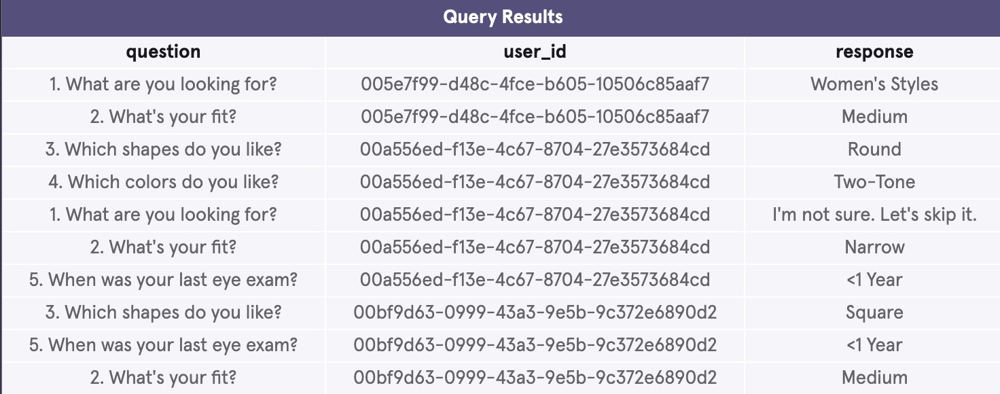 Query Results
question user_id response
1. What are you looking for? 005e7f99-d48c-4fce-b605-10506c85aaf7 Women's Styles
2. What's your fit? 005e7f99-d48c-4fce-b605-10506c85aaf7 Medium
3. Which shapes do you like? 00a556ed-f13e-4c67-8704-27e3573684cd Round
4. Which colors do you like? 00a556ed-f13e-4c67-8704-27e3573684cd Two-Tone
1. What are you looking for? 00a556ed-f13e-4c67-8704-27e3573684cd I'm not sure. Let's skip it.
2. What's your fit? 00a556ed-f13e-4c67-8704-27e3573684cd Narrow
5. When was your last eye exam? 00a556ed-f13e-4c67-8704-27e3573684cd <1 Year
3. Which shapes do you like? 00bf9d63-0999-43a3-9e5b-9c372e6890d2 Square
5. When was your last eye exam? 00bf9d63-0999-43a3-9e5b-9c372e6890d2 <1 Year
2. What's your fit? 00bf9d63-0999-43a3-9e5b-9c372e6890d2 Medium